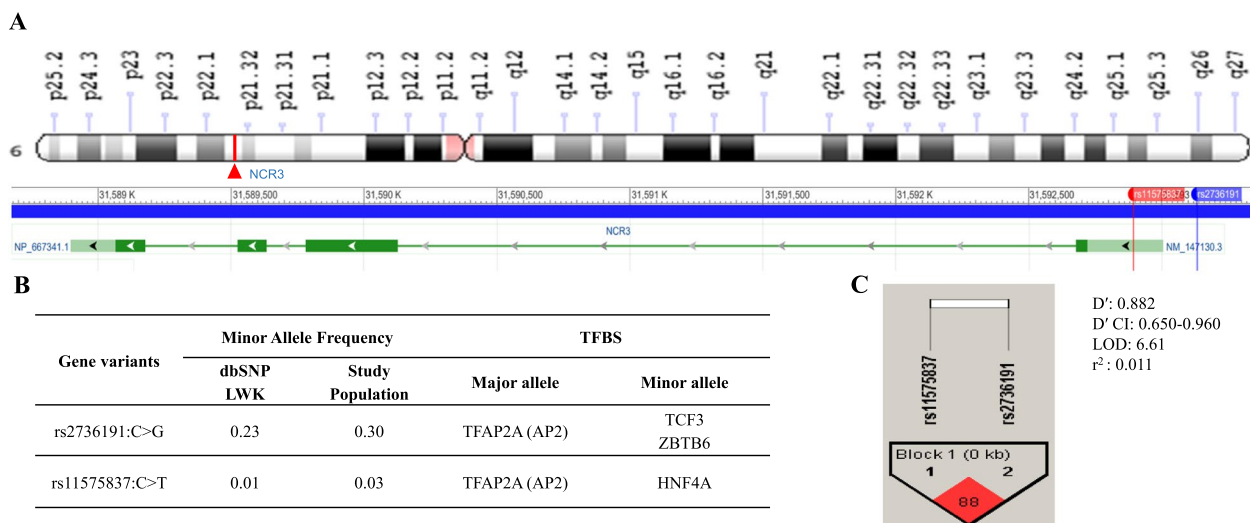 A
p25.2 p24.3 p23 p22.3 p22.1 p21.32 p21.31 p21.1 p12.3 p12.2 p11.2 q11.2 q12 q14.1 q14.2 q15 q16.1 q16.2 q21 q22.1 q22.31 q22.32 q22.33 q23.1 q23.3 q24.2 q25.1 q25.3 q26 q27
6
NCR3
31,589 K 31,589,500 31,590 K 31,590,500 31,591 K 31,591,500 31,592 K 31,592,500 rs11575837 3 rs2736191
NCR3
NP_667341.1 NM_147130.3
B
Minor Allele Frequency TFBS
Gene variants
dbSNP LWK Study Population Major allele Minor allele
rs2736191:C>G 0.23 0.30 TFAP2A (AP2) TCF3 ZBTB6
rs11575837:C>T 0.01 0.03 TFAP2A (AP2) HNF4A
C
rs11575837 rs2736191
Block 1 (0 kb)
1 2
88
D′: 0.882
D′ CI: 0.650-0.960
LOD: 6.61
r² : 0.011